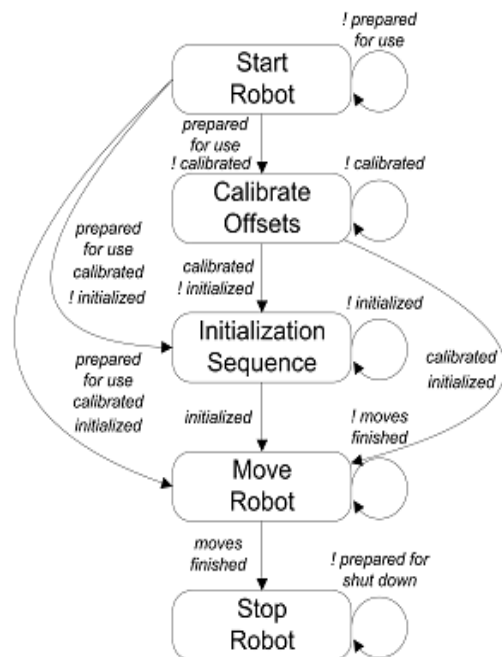 ! prepared
for use
Start
Robot
prepared
for use
! calibrated
! calibrated
Calibrate
Offsets
prepared
for use
calibrated
! initialized
calibrated
! initialized
! initialized
Initialization
Sequence
prepared
for use
calibrated
initialized
calibrated
initialized
initialized
! moves
finished
Move
Robot
moves
finished
! prepared for
shut down
Stop
Robot